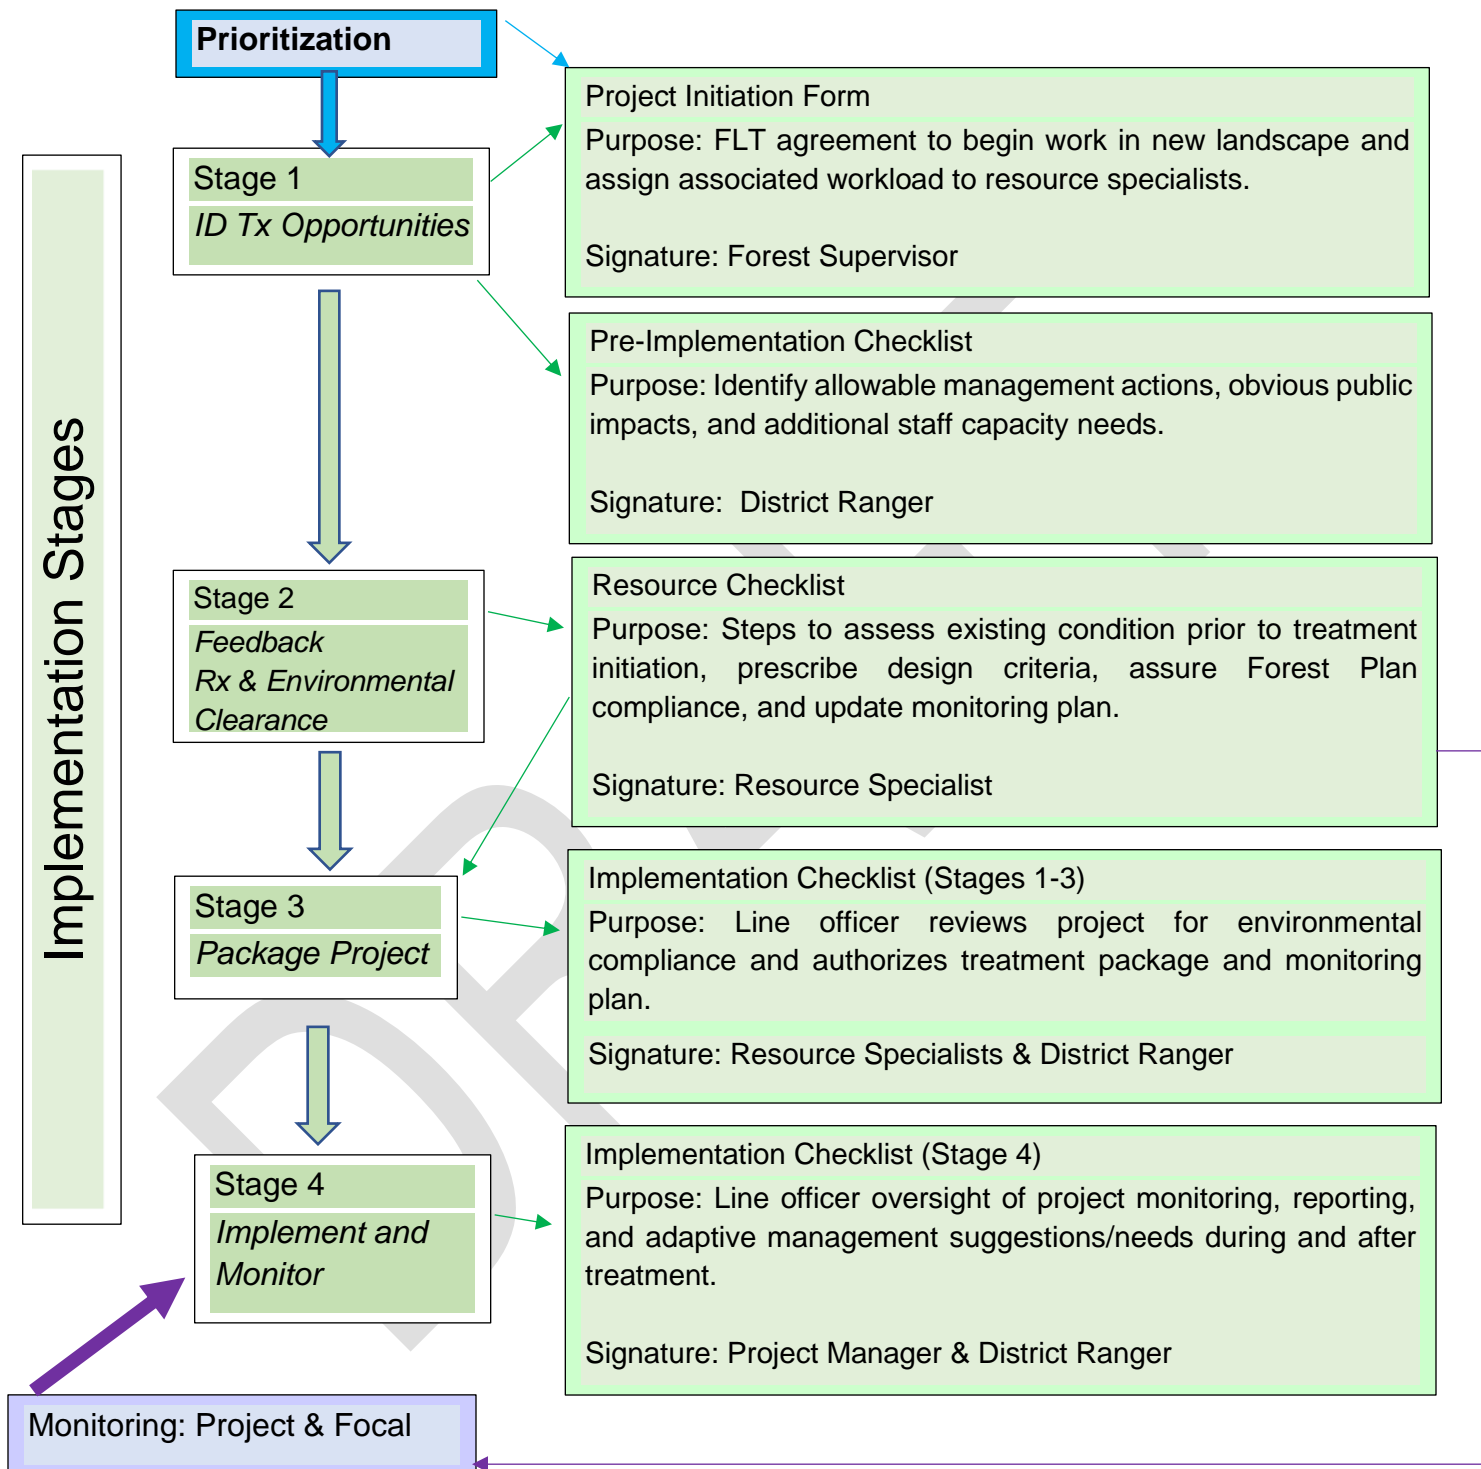 Prioritization
Project Initiation Form
Purpose: FLT agreement to begin work in new landscape and
assign associated workload to resource specialists.
Signature: Forest Supervisor
Implementation Stages
Stage 1
ID Tx Opportunities
Pre-Implementation Checklist
Purpose: Identify allowable management actions, obvious public
impacts, and additional staff capacity needs.
Signature:  District Ranger
Stage 2
Feedback
Rx & Environmental
Clearance
Resource Checklist
Purpose: Steps to assess existing condition prior to treatment
initiation, prescribe design criteria, assure Forest Plan
compliance, and update monitoring plan.
Signature: Resource Specialist
Stage 3
Package Project
Implementation Checklist (Stages 1-3)
Purpose: Line officer reviews project for environmental
compliance and authorizes treatment package and monitoring
plan.
Signature: Resource Specialists & District Ranger
Stage 4
Implement and
Monitor
Implementation Checklist (Stage 4)
Purpose: Line officer oversight of project monitoring, reporting,
and adaptive management suggestions/needs during and after
treatment.
Signature: Project Manager & District Ranger
Monitoring: Project & Focal